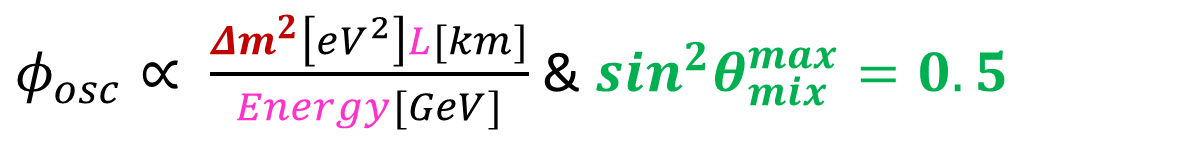 ϕ_osc ∝ Δm²[eV²]L[km] / Energy[GeV] & sin²θ_mix^max = 0.5